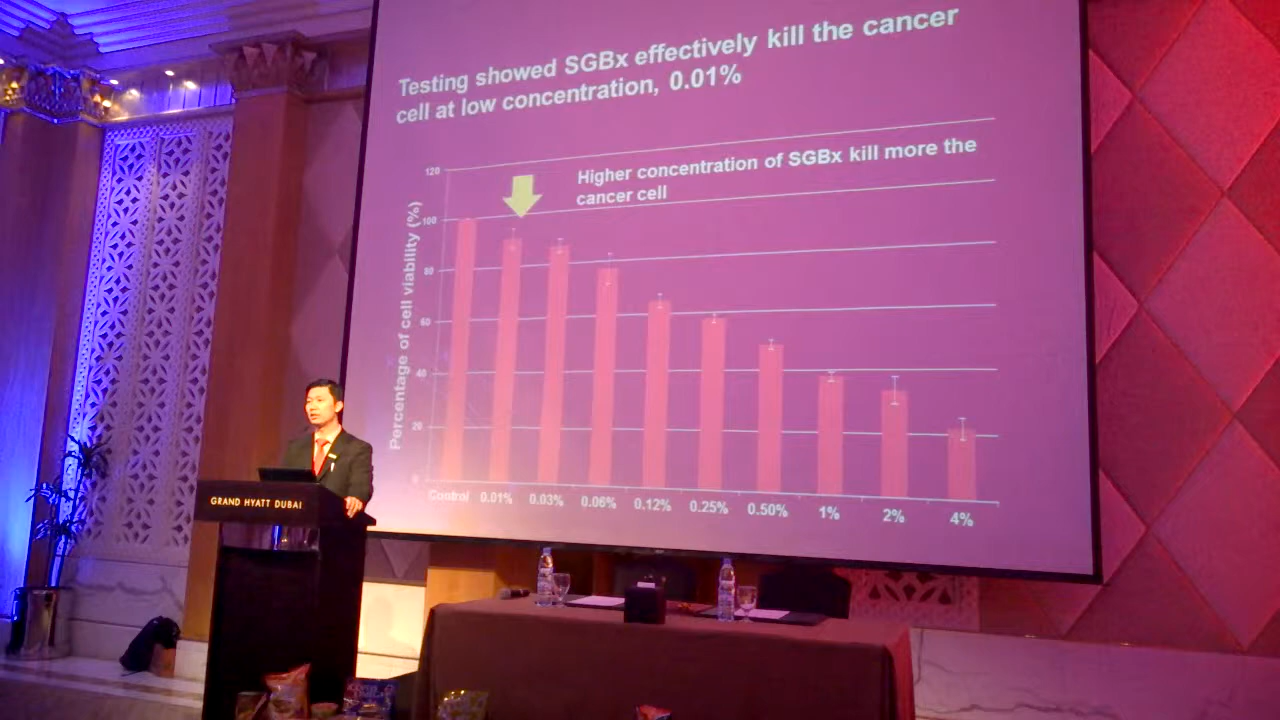 Testing showed SGBx effectively kill the cancer
cell at low concentration, 0.01%
Higher concentration of SGBx kill more the
cancer cell
Percentage of cell viability (%)
120
100
80
60
40
20
0
Control 0.01% 0.03% 0.06% 0.12% 0.25% 0.50% 1% 2% 4%
GRAND HYATT DUBAI